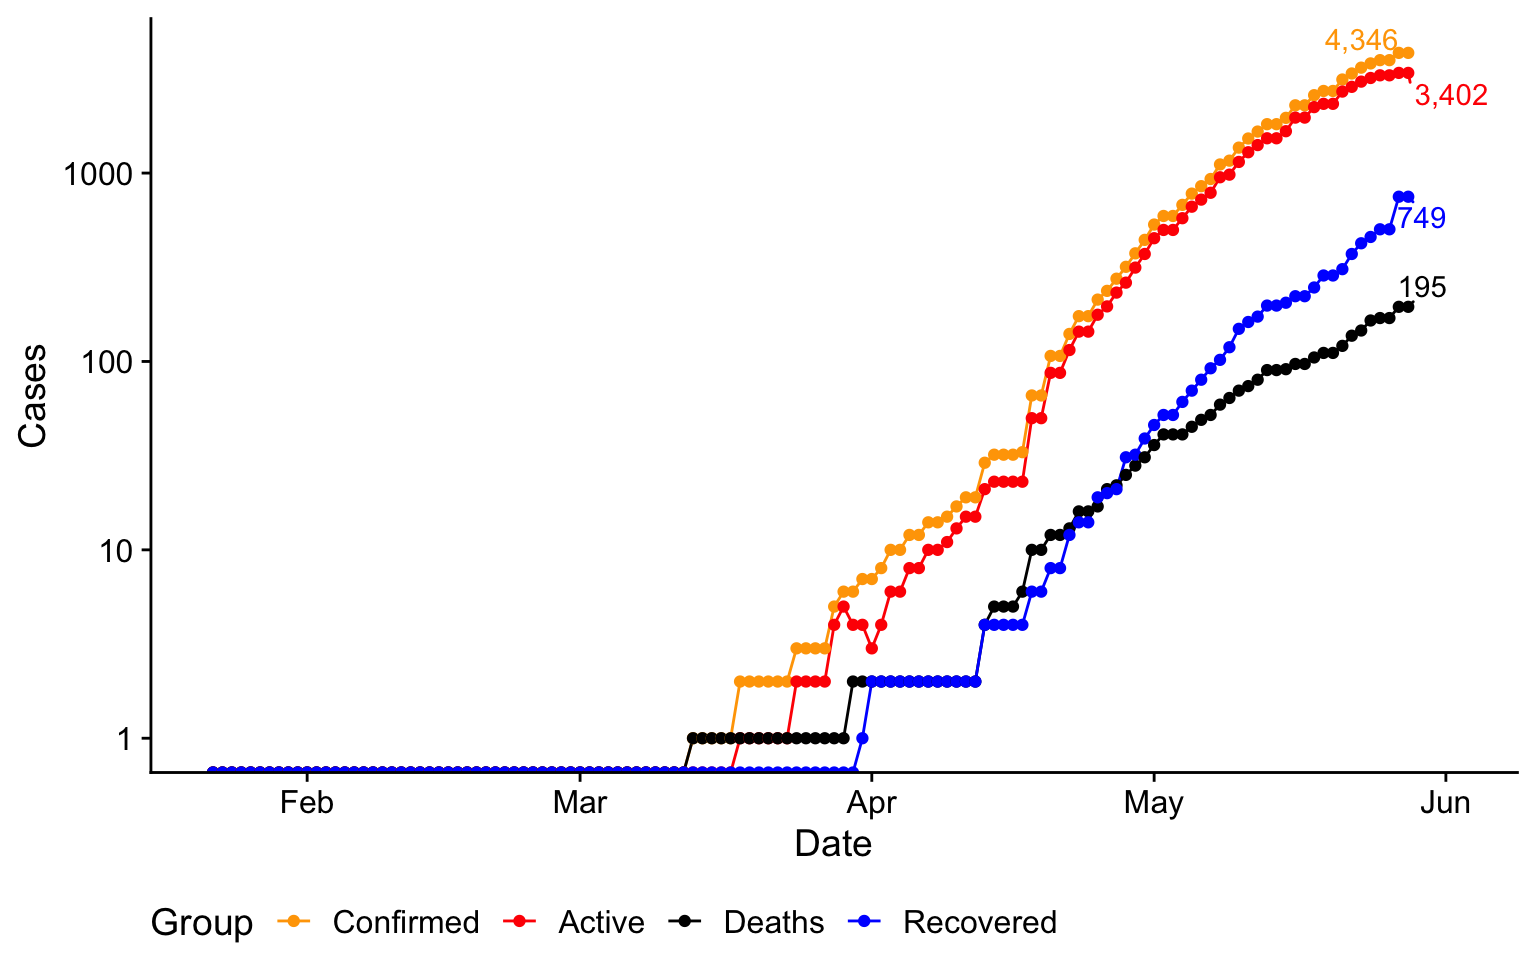 4,346
3,402
1000
749
195
100
Cases
10
1
Feb Mar Apr May Jun
Date
Group Confirmed Active Deaths Recovered